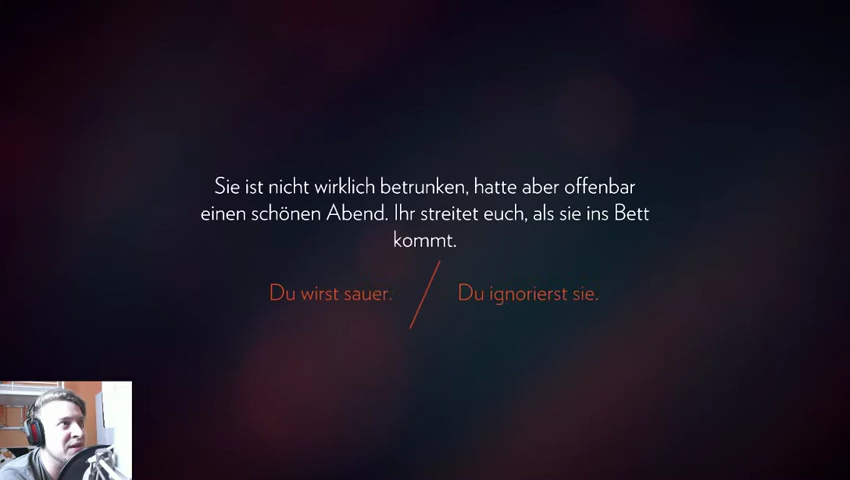 Sie ist nicht wirklich betrunken, hatte aber offenbar
einen schönen Abend. Ihr streitet euch, als sie ins Bett
kommt.
Du wirst sauer. / Du ignorierst sie.